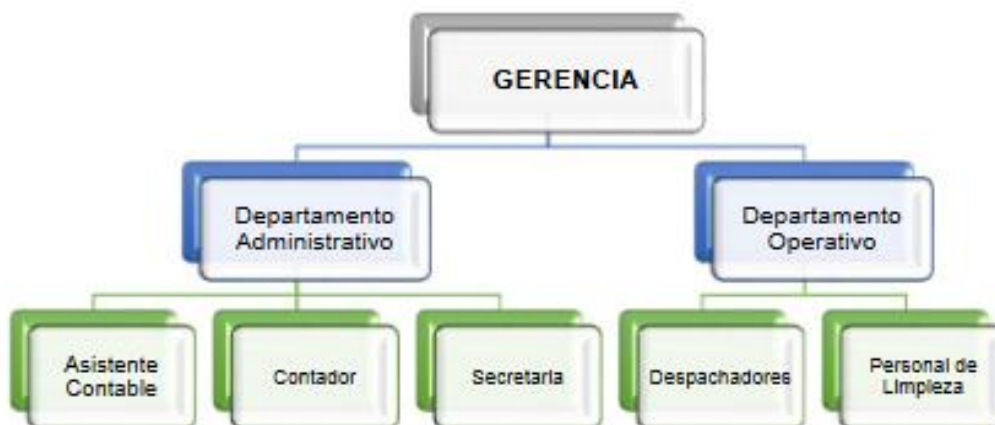 GERENCIA
Departamento
Administrativo
Departamento
Operativo
Asistente
Contable
Contador
Secretaria
Despachadores
Personal de
Limpieza